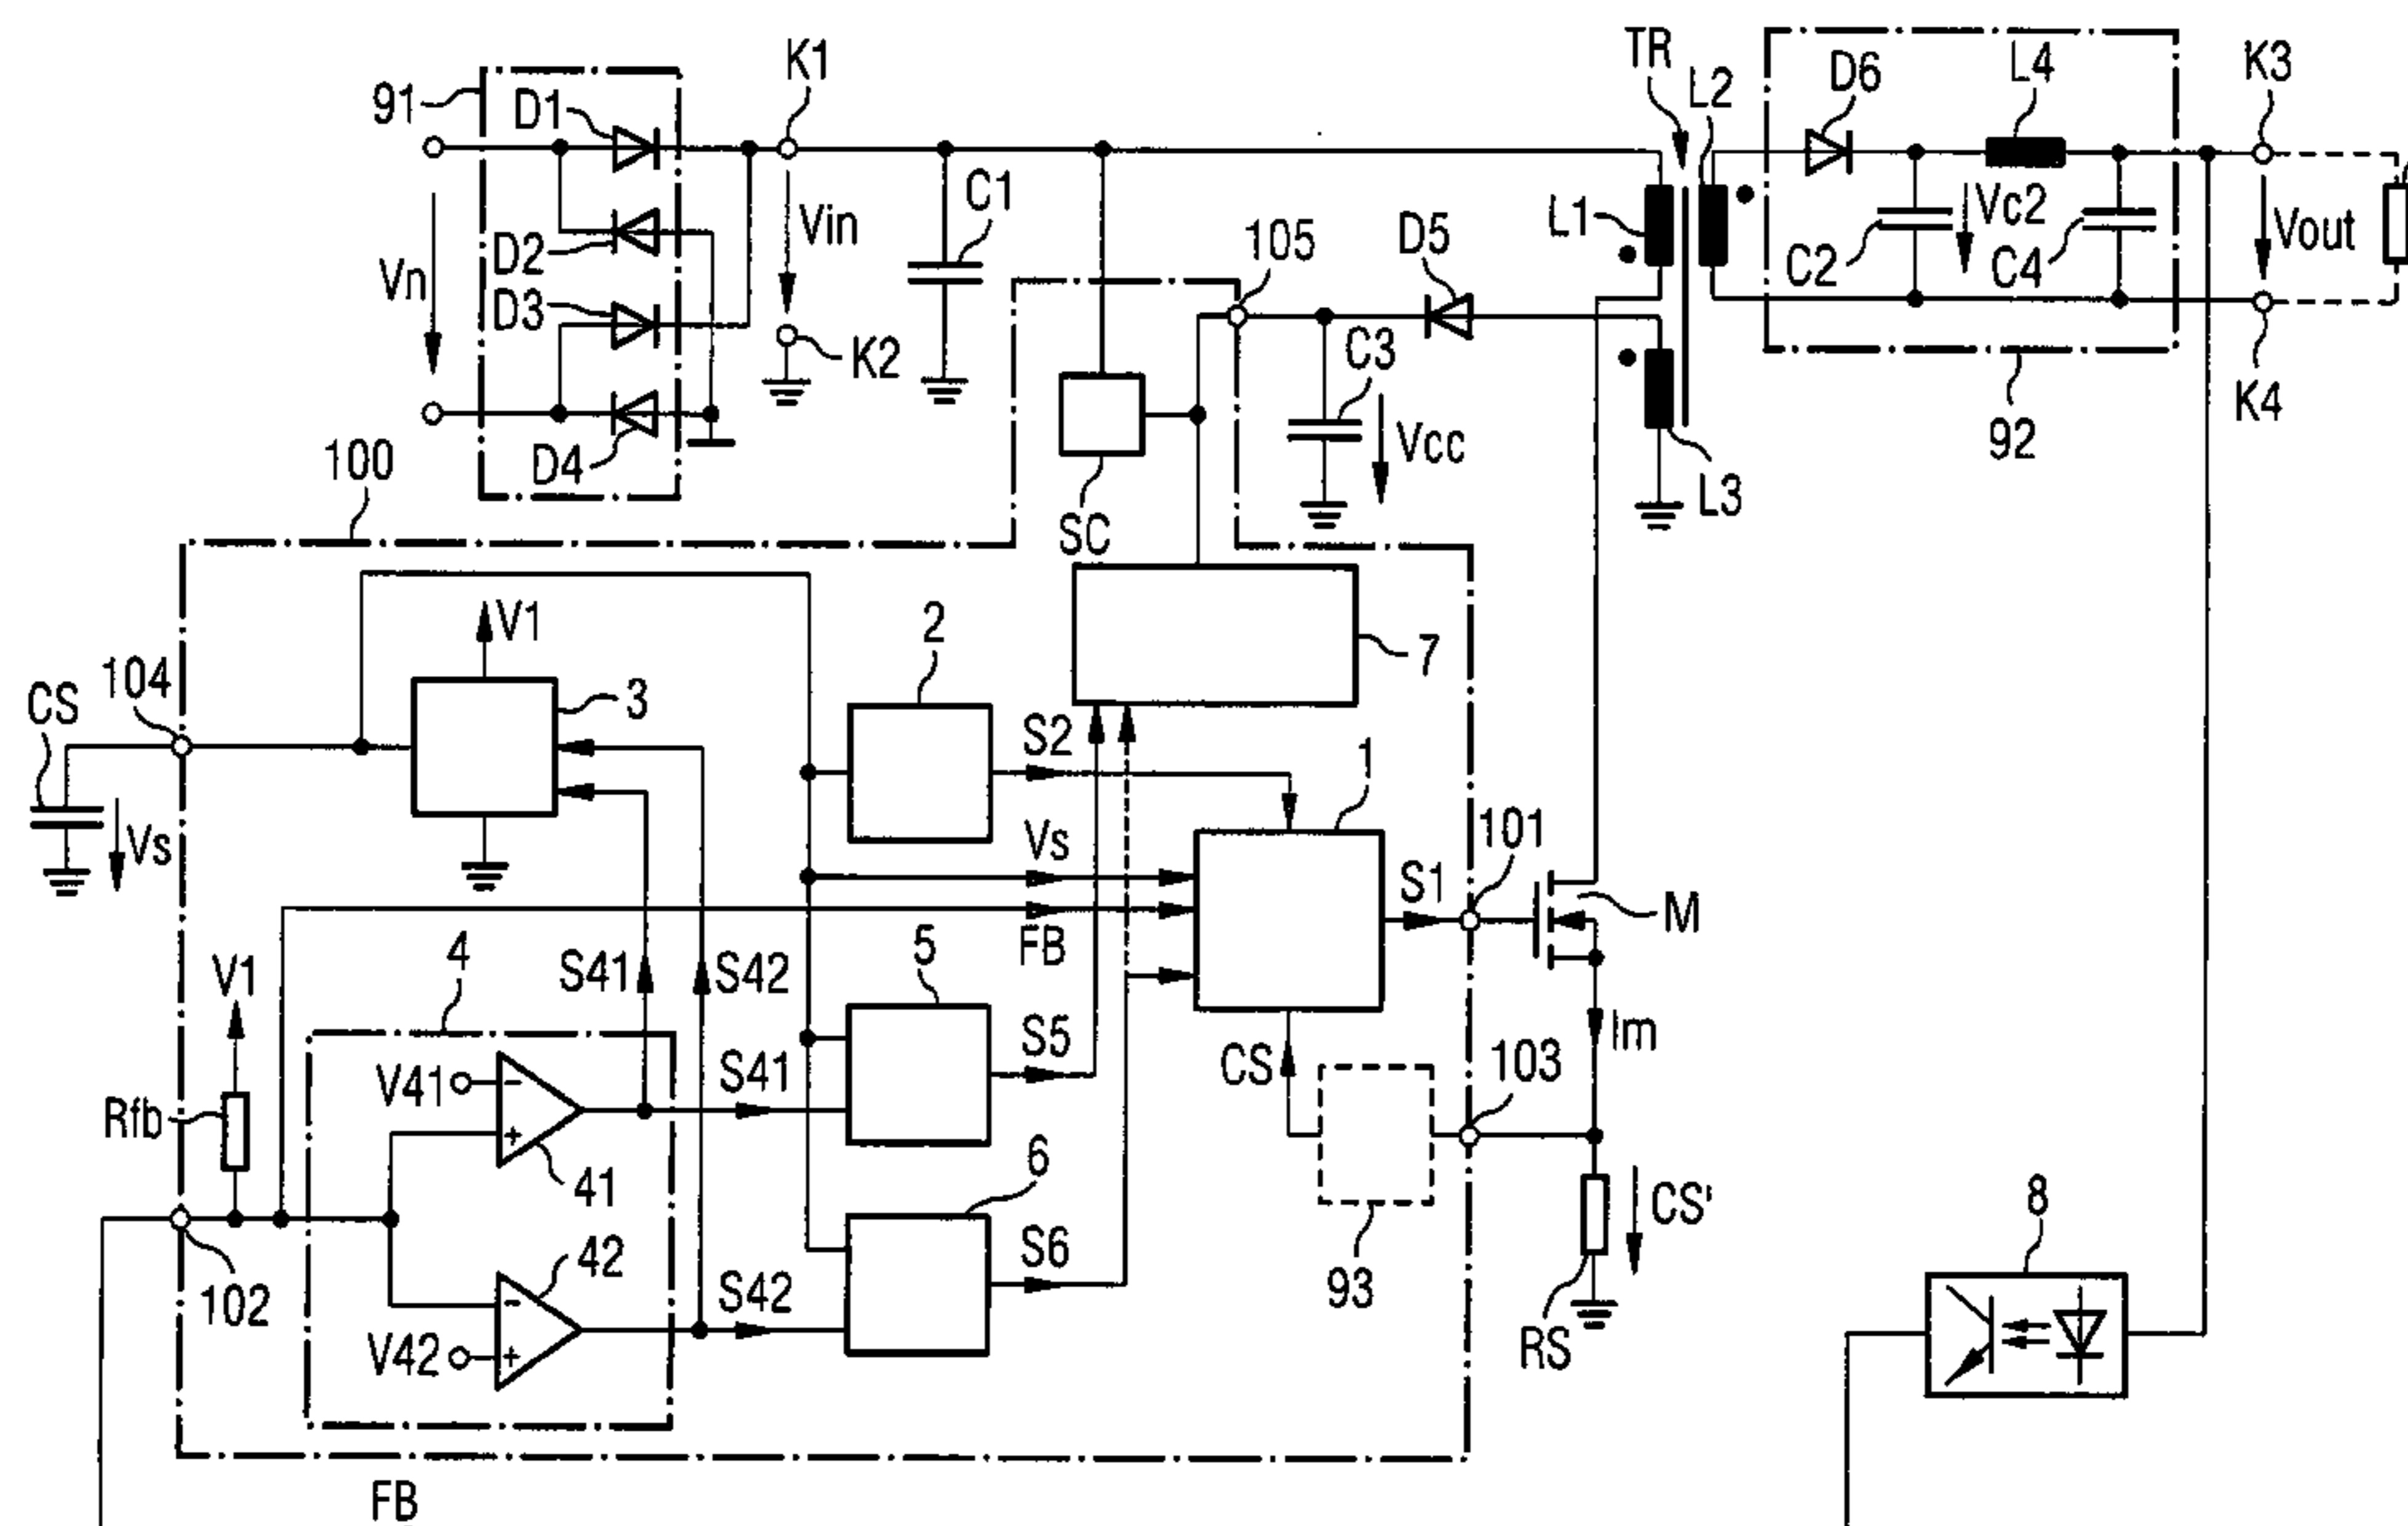 TR
K1
L2
D6
L4
K3
91
D1
C1
Vin
L1
D5
105
Vc2
C2
C4
Vout
D2
Vn
D3
K2
C3
K4
92
100
D4
Vcc
L3
SC
V1
2
7
104
CS
3
S2
1
Vs
Vs
101
S1
M
FB
4
S41
S42
5
V1
S5
Im
V41
-
S41
CS
103
Rfb
+
41
6
CS'
8
42
-
S6
93
102
S42
V42
+
RS
FB